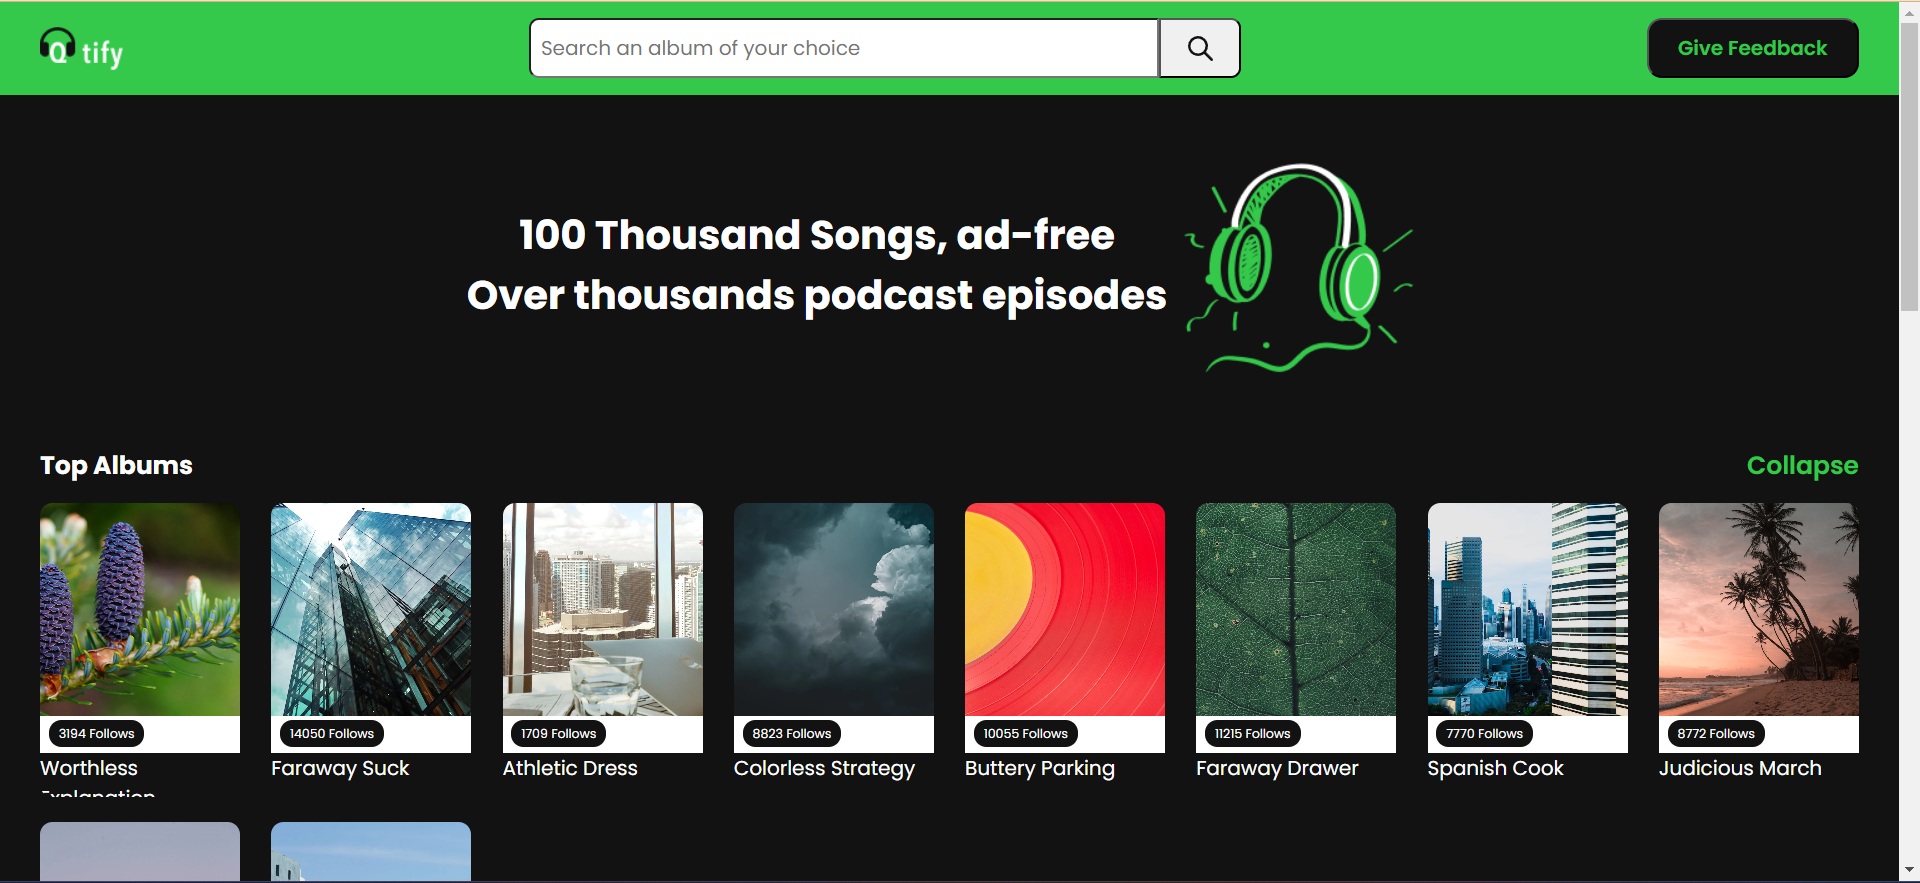 Q tify
Search an album of your choice
Give Feedback
100 Thousand Songs, ad-free
Over thousands podcast episodes
Top Albums
Collapse
3194 Follows
Worthless
Explanation
14050 Follows
Faraway Suck
1709 Follows
Athletic Dress
8823 Follows
Colorless Strategy
10055 Follows
Buttery Parking
11215 Follows
Faraway Drawer
7770 Follows
Spanish Cook
8772 Follows
Judicious March